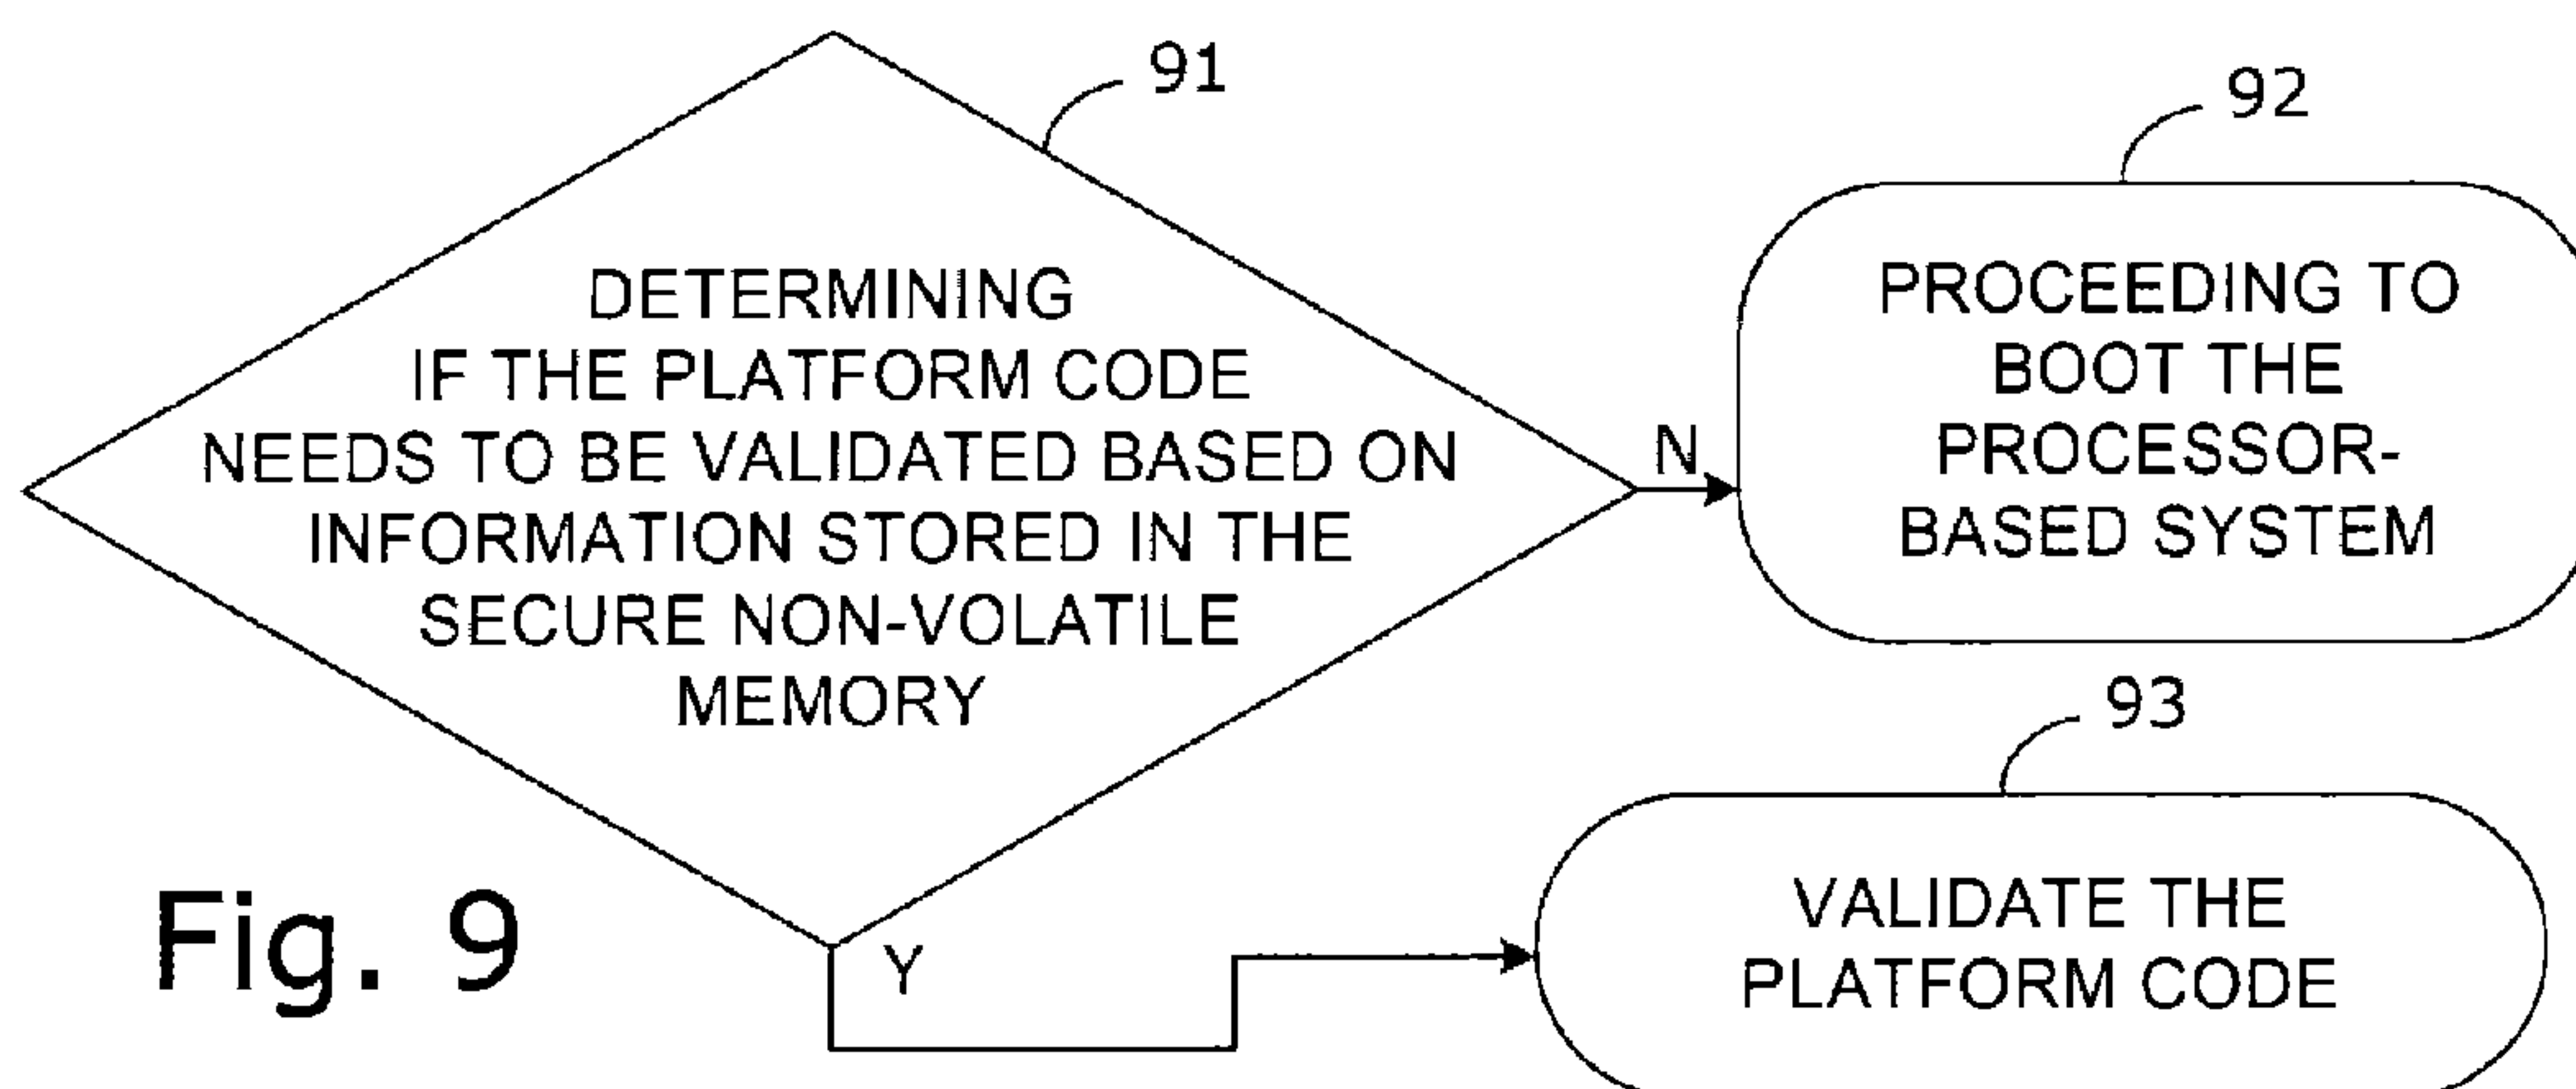 91
DETERMINING
IF THE PLATFORM CODE
NEEDS TO BE VALIDATED BASED ON
INFORMATION STORED IN THE
SECURE NON-VOLATILE
MEMORY
N
92
PROCEEDING TO
BOOT THE
PROCESSOR-
BASED SYSTEM
Y
93
VALIDATE THE
PLATFORM CODE
Fig. 9